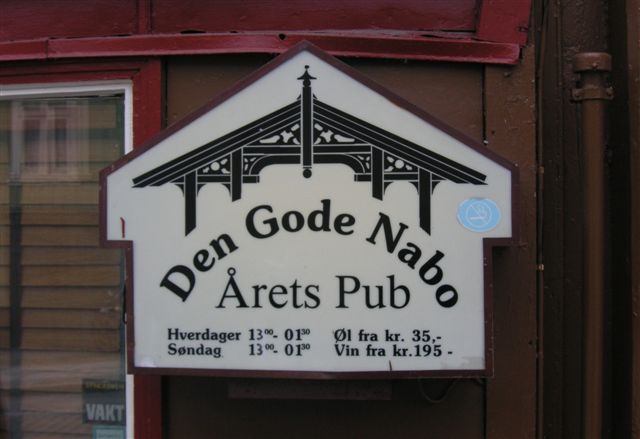 Den Gode Nabo
Årets Pub
Hverdager 13⁰⁰- 01³⁰ Øl fra kr. 35,-
Søndag 13⁰⁰- 01³⁰ Vin fra kr.195 -
VAKT